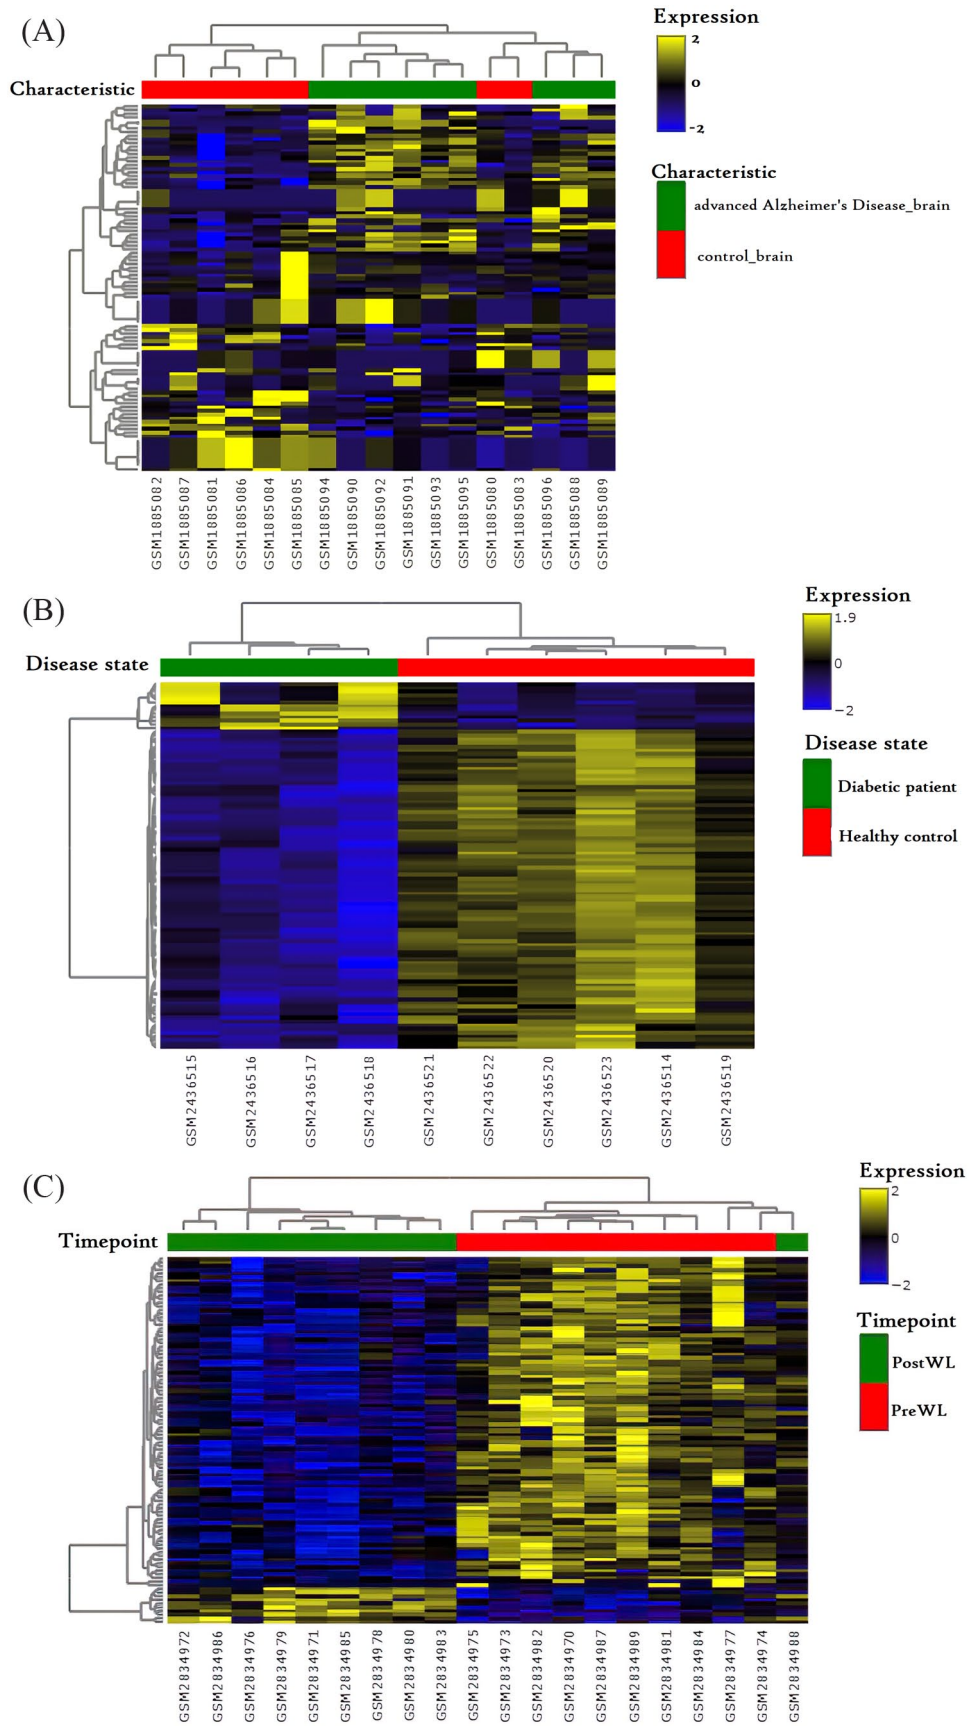 (A)
Expression
2
0
-2
Characteristic
Characteristic
advanced Alzheimer's Disease_brain
control_brain
GSM1885082
GSM1885087
GSM1885081
GSM1885086
GSM1885084
GSM1885085
GSM1885094
GSM1885090
GSM1885092
GSM1885091
GSM1885093
GSM1885095
GSM1885080
GSM1885083
GSM1885096
GSM1885088
GSM1885089
(B)
Expression
1.9
0
-2
Disease state
Disease state
Diabetic patient
Healthy control
GSM2436515
GSM2436516
GSM2436517
GSM2436518
GSM2436521
GSM2436522
GSM2436520
GSM2436523
GSM2436514
GSM2436519
(C)
Expression
2
0
-2
Timepoint
Timepoint
PostWL
PreWL
GSM2834972
GSM2834986
GSM2834976
GSM2834979
GSM2834971
GSM2834985
GSM2834978
GSM2834980
GSM2834983
GSM2834975
GSM2834973
GSM2834982
GSM2834970
GSM2834987
GSM2834989
GSM2834981
GSM2834984
GSM2834977
GSM2834974
GSM2834988